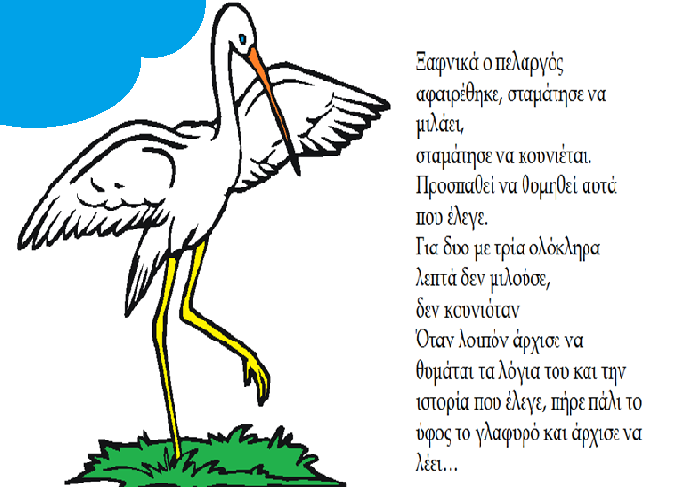 Ξαφνικά ο πελαργός
αφαιρέθηκε, σταμάτησε να
μιλάει,
σταμάτησε να κουνιέται.
Προσπαθεί να θυμηθεί αυτά
που έλεγε.
Για δυο με τρία ολόκληρα
λεπτά δεν μιλούσε,
δεν κουνιόταν
Όταν λοιπόν άρχισε να
θυμάται τα λόγια του και την
ιστορία που έλεγε, πήρε πάλι το
ύφος το γλαφυρό και άρχισε να
λέει...